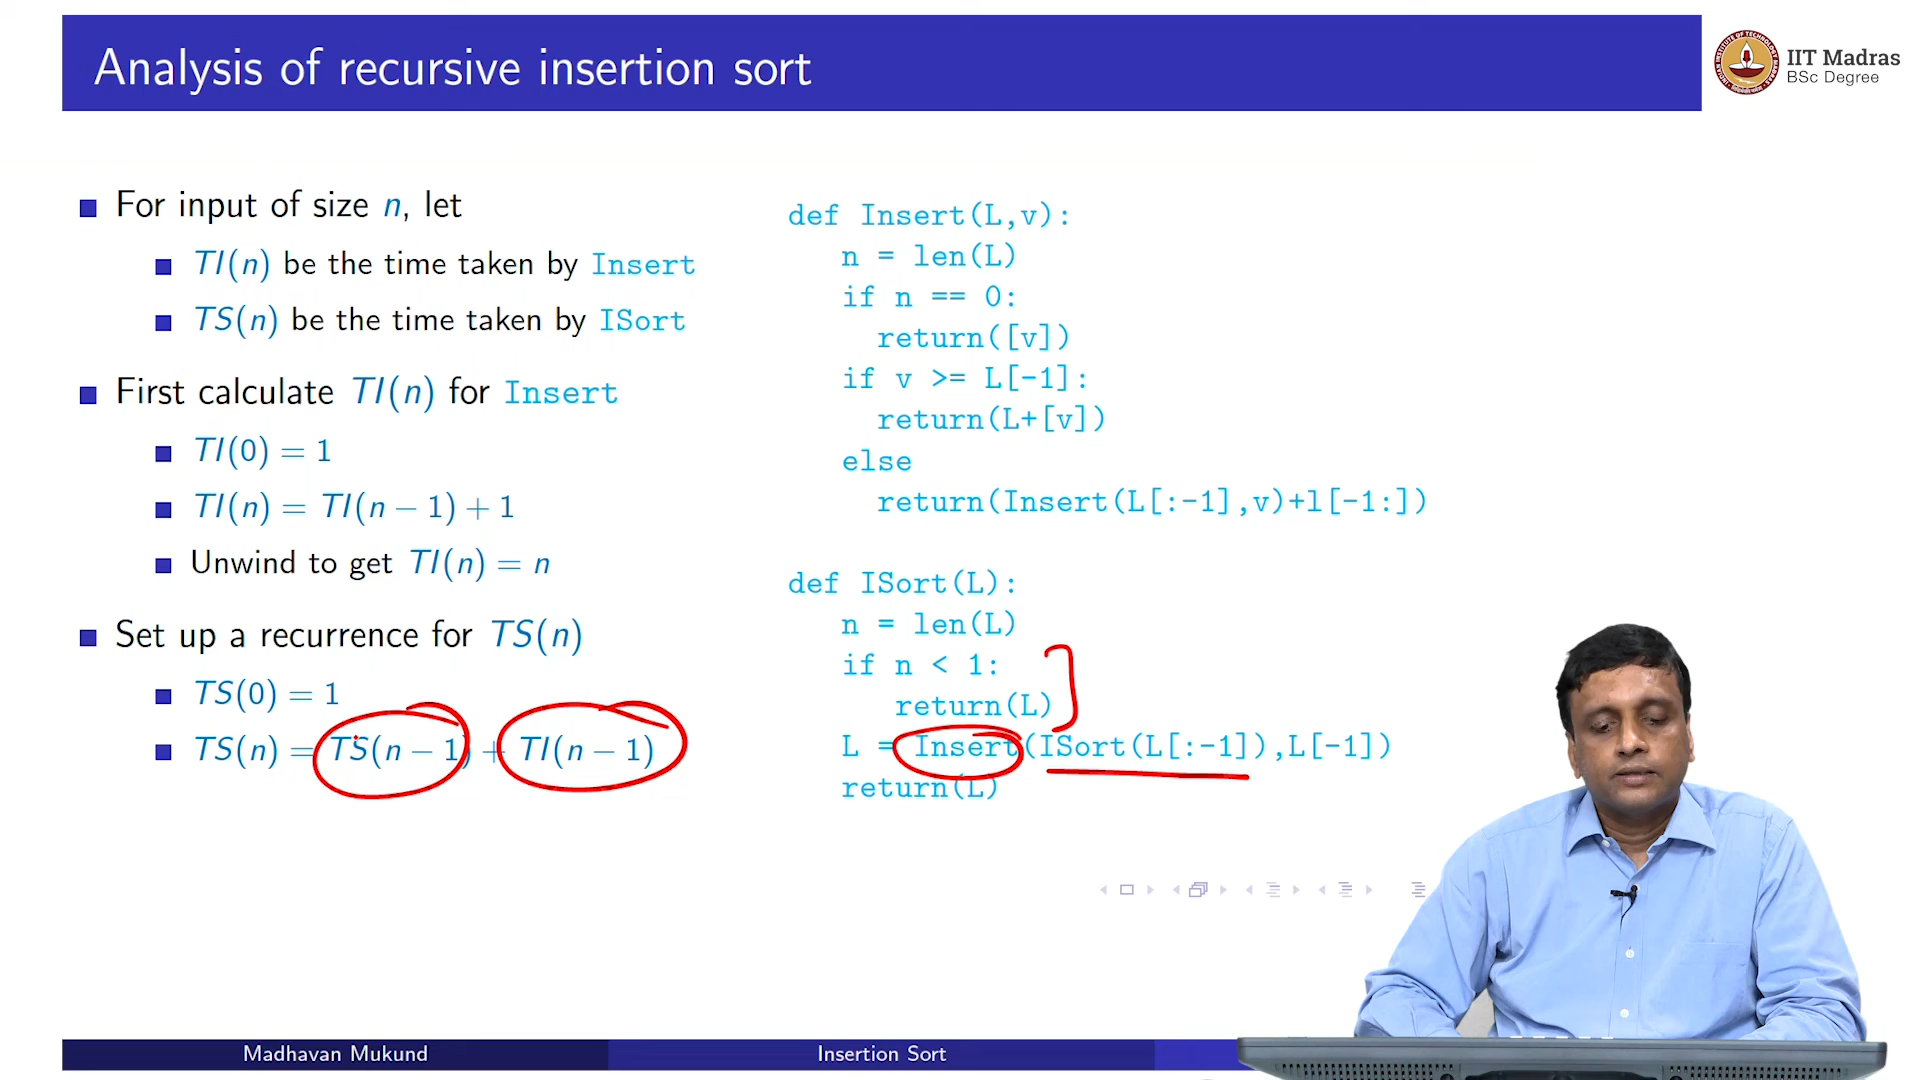 Analysis of recursive insertion sort
IIT Madras
BSc Degree
For input of size n, let
TI(n) be the time taken by Insert
TS(n) be the time taken by ISort
First calculate TI(n) for Insert
TI(0) = 1
TI(n) = TI(n − 1) + 1
Unwind to get TI(n) = n
Set up a recurrence for TS(n)
TS(0) = 1
TS(n) = TS(n − 1) + TI(n − 1)
def Insert(L,v):
n = len(L)
if n == 0:
return([v])
if v >= L[-1]:
return(L+[v])
else
return(Insert(L[:-1],v)+l[-1:])
def ISort(L):
n = len(L)
if n < 1:
return(L)
L = Insert(ISort(L[:-1]),L[-1])
return(L)
Madhavan Mukund
Insertion Sort